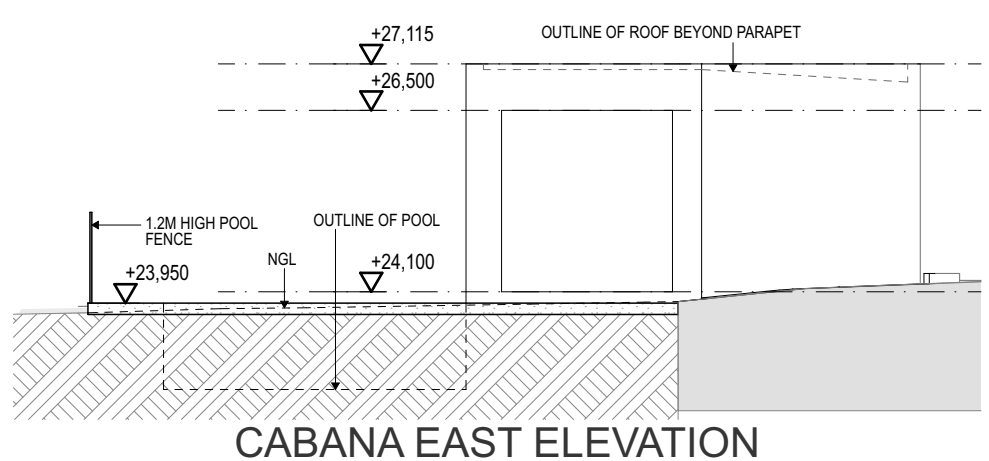 +27,115
OUTLINE OF ROOF BEYOND PARAPET
+26,500
1.2M HIGH POOL
FENCE
OUTLINE OF POOL
NGL
+23,950
+24,100
CABANA EAST ELEVATION